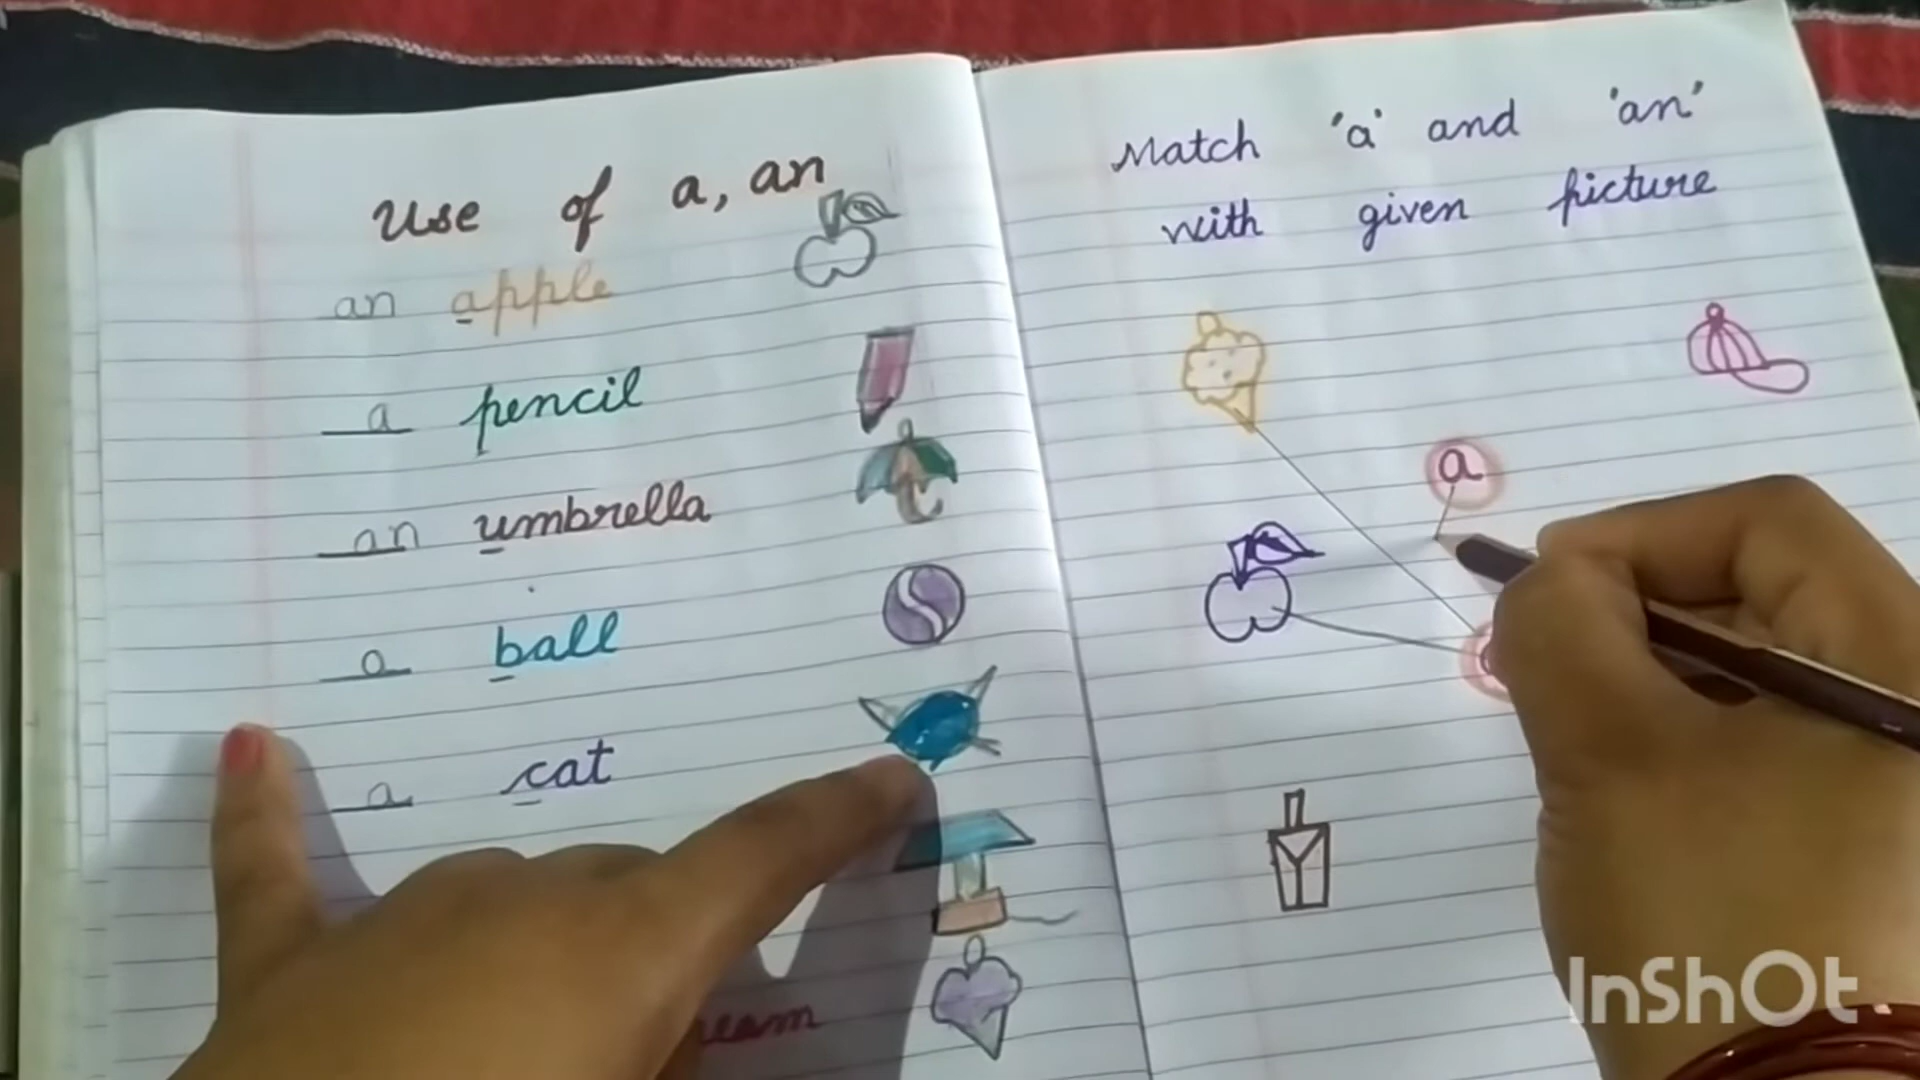 Use of a, an
an apple
a pencil
an umbrella
a ball
a cat
Match 'a' and 'an'
with given picture
a
InShOt